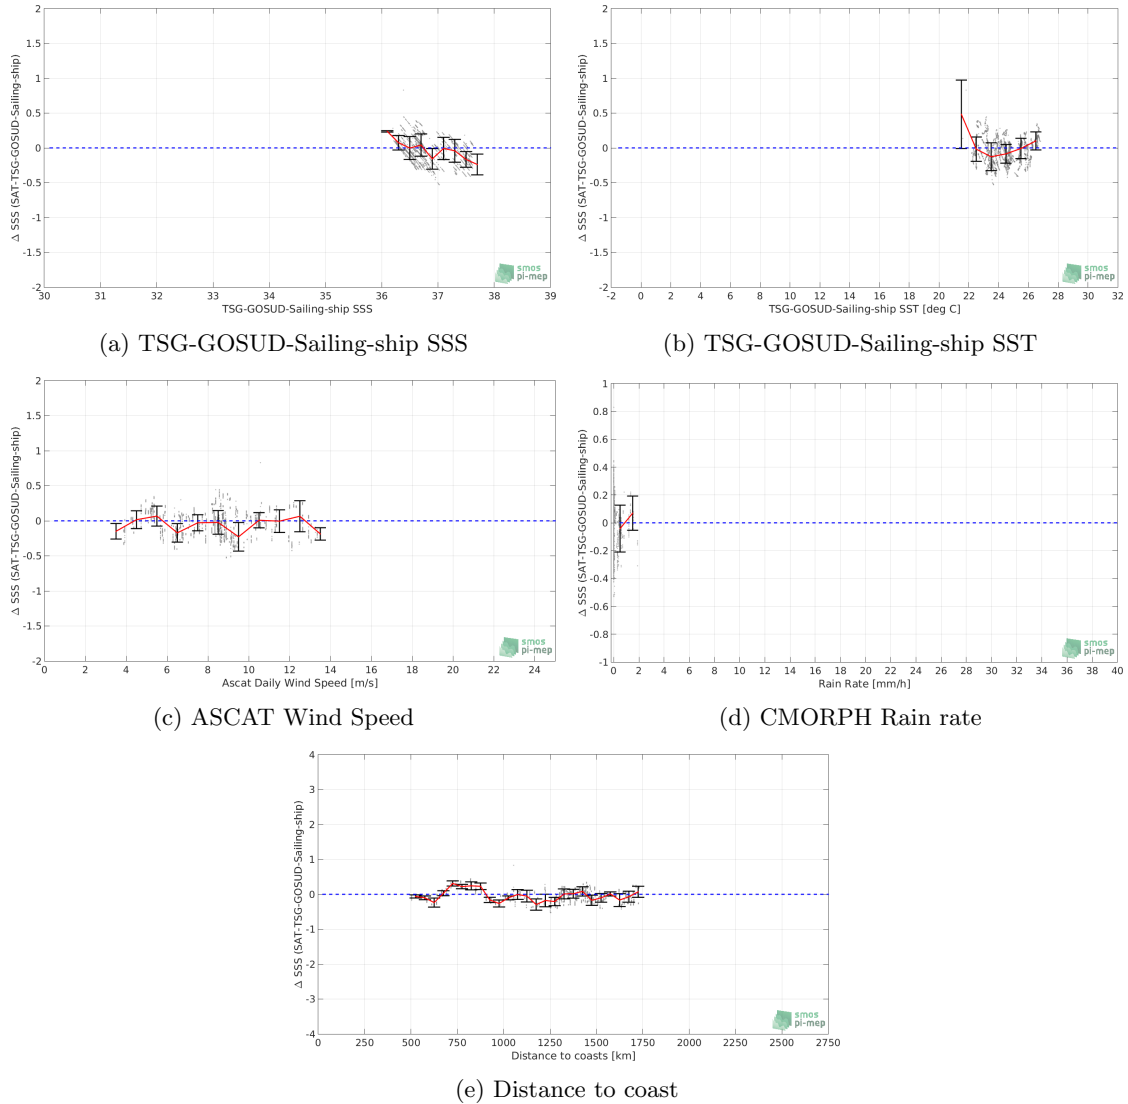 2
1.5
1
0.5
0
-0.5
-1
-1.5
-2
Δ SSS (SAT-TSG-GOSUD-Sailing-ship)
30 31 32 33 34 35 36 37 38 39
TSG-GOSUD-Sailing-ship SSS
smos
pi-mep
(a) TSG-GOSUD-Sailing-ship SSS
2
1.5
1
0.5
0
-0.5
-1
-1.5
-2
Δ SSS (SAT-TSG-GOSUD-Sailing-ship)
-2 0 2 4 6 8 10 12 14 16 18 20 22 24 26 28 30 32
TSG-GOSUD-Sailing-ship SST [deg C]
smos
pi-mep
(b) TSG-GOSUD-Sailing-ship SST
2
1.5
1
0.5
0
-0.5
-1
-1.5
-2
Δ SSS (SAT-TSG-GOSUD-Sailing-ship)
0 2 4 6 8 10 12 14 16 18 20 22 24
Ascat Daily Wind Speed [m/s]
smos
pi-mep
(c) ASCAT Wind Speed
1
0.8
0.6
0.4
0.2
0
-0.2
-0.4
-0.6
-0.8
-1
Δ SSS (SAT-TSG-GOSUD-Sailing-ship)
0 2 4 6 8 10 12 14 16 18 20 22 24 26 28 30 32 34 36 38 40
Rain Rate [mm/h]
smos
pi-mep
(d) CMORPH Rain rate
4
3
2
1
0
-1
-2
-3
-4
Δ SSS (SAT-TSG-GOSUD-Sailing-ship)
0 250 500 750 1000 1250 1500 1750 2000 2250 2500 2750
Distance to coasts [km]
smos
pi-mep
(e) Distance to coast